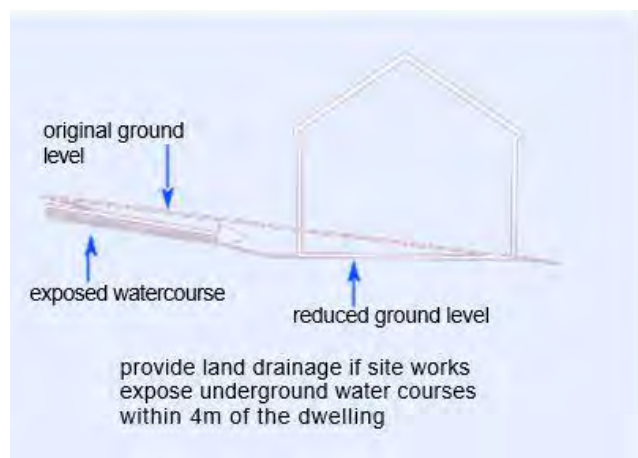 original ground
level
exposed watercourse
reduced ground level
provide land drainage if site works
expose underground water courses
within 4m of the dwelling